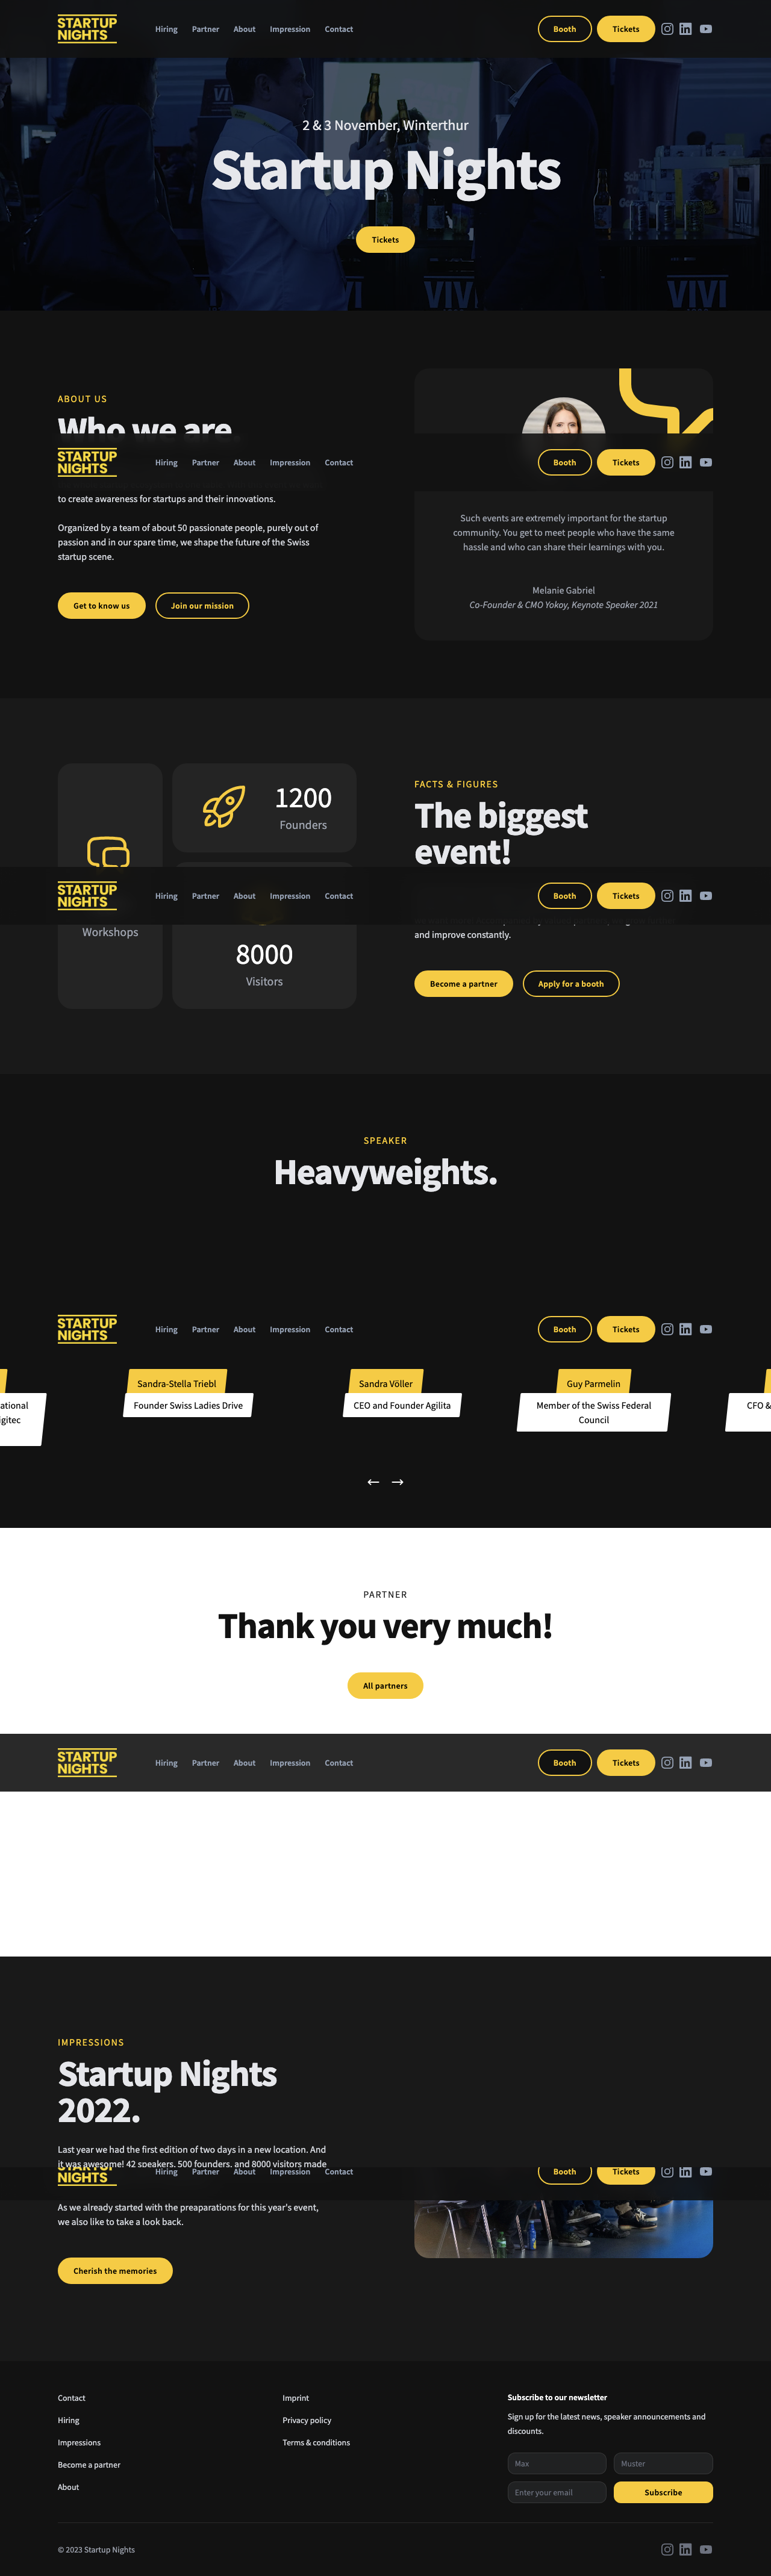 STARTUP
NIGHTS
Hiring Partner About Impression Contact
Booth Tickets
2 & 3 November, Winterthur
Startup Nights
Tickets
VIVI
ABOUT US
Who we are.
STARTUP
NIGHTS
Hiring Partner About Impression Contact
Booth Tickets
to create awareness for startups and their innovations.
Organized by a team of about 50 passionate people, purely out of
passion and in our spare time, we shape the future of the Swiss
startup scene.
Get to know us Join our mission
Such events are extremely important for the startup
community. You get to meet people who have the same
hassle and who can share their learnings with you.
Melanie Gabriel
Co-Founder & CMO Yokoy, Keynote Speaker 2021
1200
Founders
FACTS & FIGURES
The biggest
event!
STARTUP
NIGHTS
Hiring Partner About Impression Contact
Booth Tickets
Workshops
8000
Visitors
and improve constantly.
Become a partner Apply for a booth
SPEAKER
Heavyweights.
STARTUP
NIGHTS
Hiring Partner About Impression Contact
Booth Tickets
ational
igitec
Sandra-Stella Triebl
Founder Swiss Ladies Drive
Sandra Völler
CEO and Founder Agilita
Guy Parmelin
Member of the Swiss Federal
Council
CFO &
PARTNER
Thank you very much!
All partners
STARTUP
NIGHTS
Hiring Partner About Impression Contact
Booth Tickets
IMPRESSIONS
Startup Nights
2022.
Last year we had the first edition of two days in a new location. And
it was awesome! 42 speakers, 500 founders, and 8000 visitors made
NIGHTS
Hiring Partner About Impression Contact
Booth Tickets
As we already started with the preaparations for this year's event,
we also like to take a look back.
Cherish the memories
Contact
Hiring
Impressions
Become a partner
About
Imprint
Privacy policy
Terms & conditions
Subscribe to our newsletter
Sign up for the latest news, speaker announcements and
discounts.
Max Muster
Enter your email Subscribe
© 2023 Startup Nights